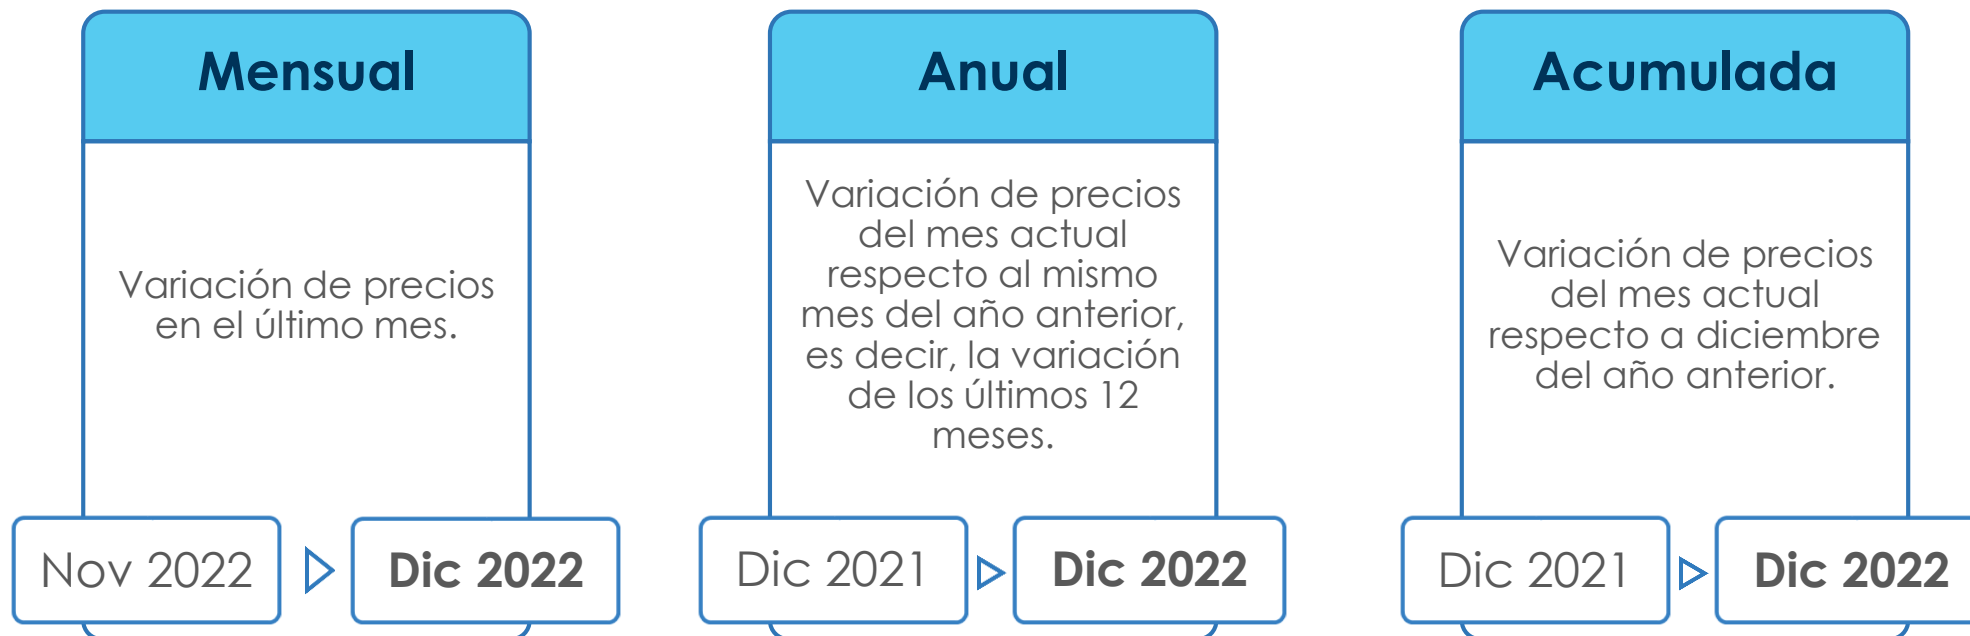 Mensual
Variación de precios
en el último mes.
Nov 2022
Dic 2022
Anual
Variación de precios
del mes actual
respecto al mismo
mes del año anterior,
es decir, la variación
de los últimos 12
meses.
Dic 2021
Dic 2022
Acumulada
Variación de precios
del mes actual
respecto a diciembre
del año anterior.
Dic 2021
Dic 2022